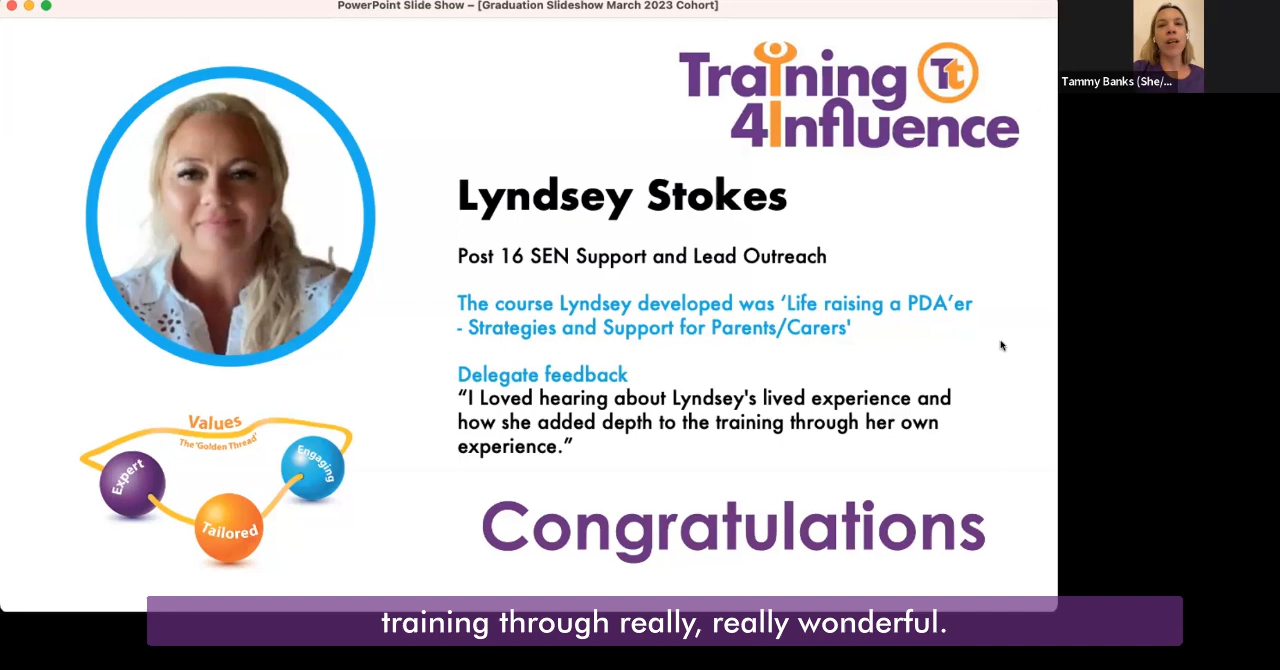 PowerPoint Slide Show – [Graduation Slideshow March 2023 Cohort]
Tammy Banks (She/...
Training Tt
4Influence
Lyndsey Stokes
Post 16 SEN Support and Lead Outreach
The course Lyndsey developed was ‘Life raising a PDA’er
- Strategies and Support for Parents/Carers'
Delegate feedback
“I Loved hearing about Lyndsey's lived experience and
how she added depth to the training through her own
experience.”
Values
The 'Golden Thread'
Expert
Tailored
Engaging
Congratulations
training through really, really wonderful.